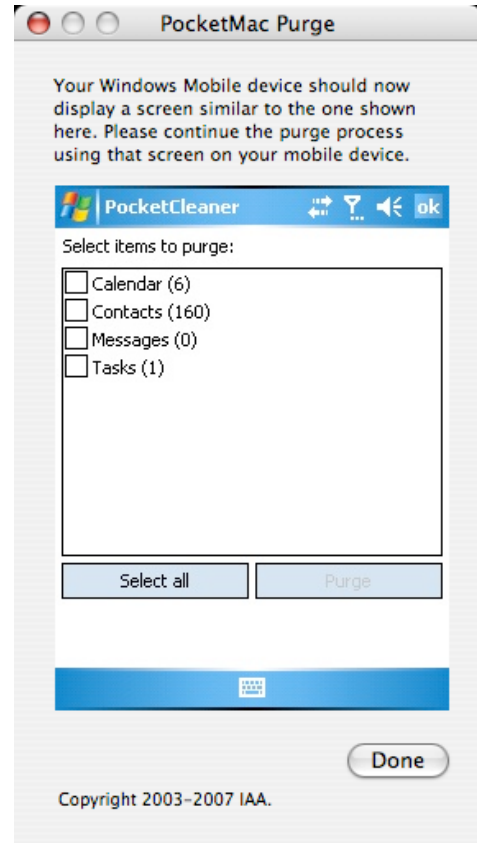 PocketMac Purge
Your Windows Mobile device should now
display a screen similar to the one shown
here. Please continue the purge process
using that screen on your mobile device.
PocketCleaner ok
Select items to purge:
Calendar (6)
Contacts (160)
Messages (0)
Tasks (1)
Select all Purge
Done
Copyright 2003-2007 IAA.